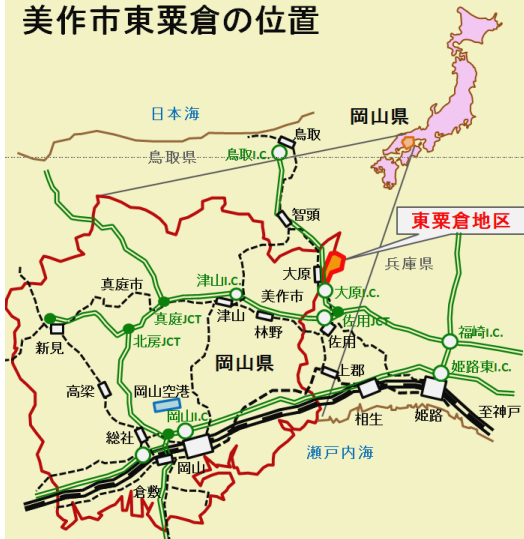 美作市東粟倉の位置
日本海
岡山県
鳥取
鳥取県
鳥取I.C.
智頭
東粟倉地区
兵庫県
大原
大原I.C.
真庭市
津山I.C.
美作市
真庭JCT
津山
林野
佐用JCT
佐用
新見
北房JCT
福崎I.C.
岡山県
上郡
姫路東I.C.
高梁
岡山空港
岡山I.C.
相生
姫路
至神戸
総社
岡山
瀬戸内海
倉敷